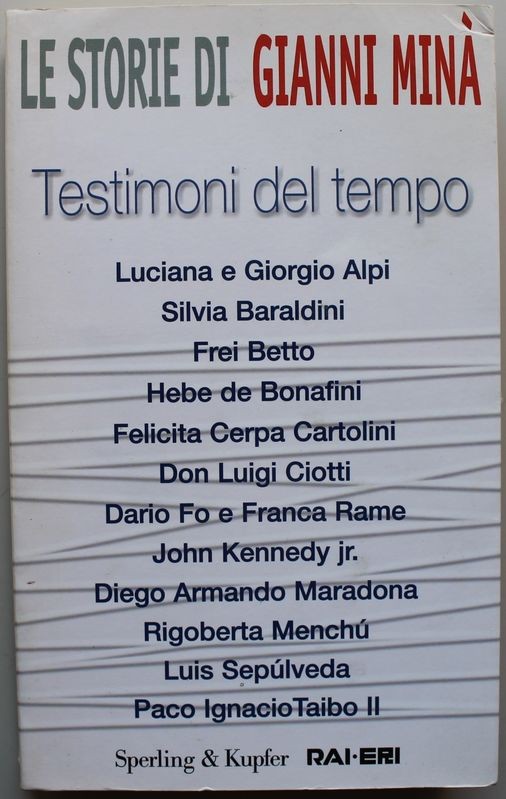 LE STORIE DI GIANNI MINÀ
Testimoni del tempo
Luciana e Giorgio Alpi
Silvia Baraldini
Frei Betto
Hebe de Bonafini
Felicita Cerpa Cartolini
Don Luigi Ciotti
Dario Fo e Franca Rame
John Kennedy jr.
Diego Armando Maradona
Rigoberta Menchú
Luis Sepúlveda
Paco IgnacioTaibo II
Sperling & Kupfer RAI·ERI